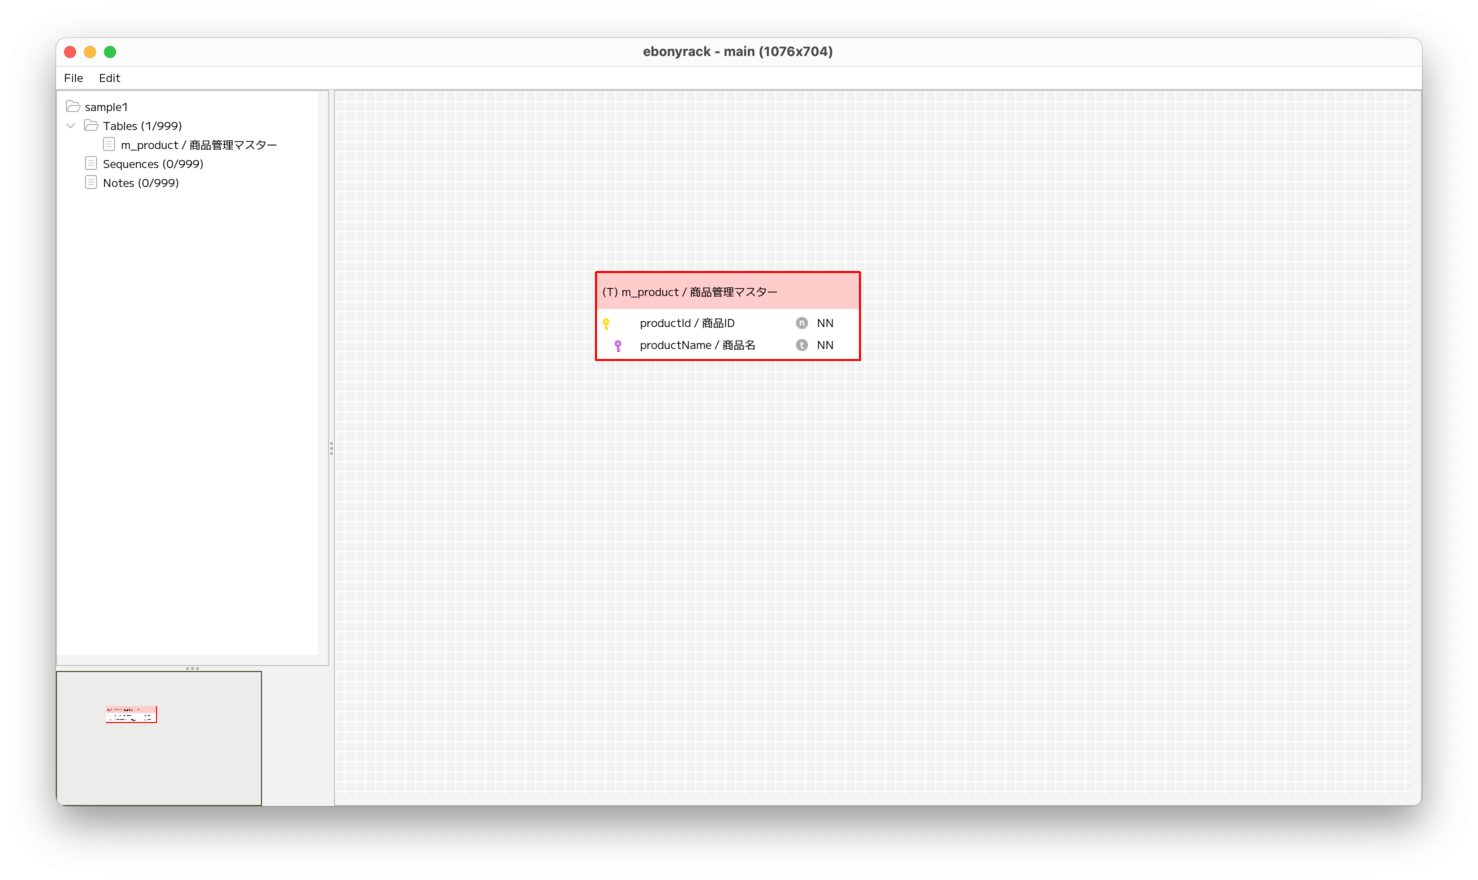 ebonyrack - main (1076x704)
File Edit
sample1
Tables (1/999)
m_product / 商品管理マスター
Sequences (0/999)
Notes (0/999)
(T) m_product / 商品管理マスター
productId / 商品ID n NN
productName / 商品名 t NN